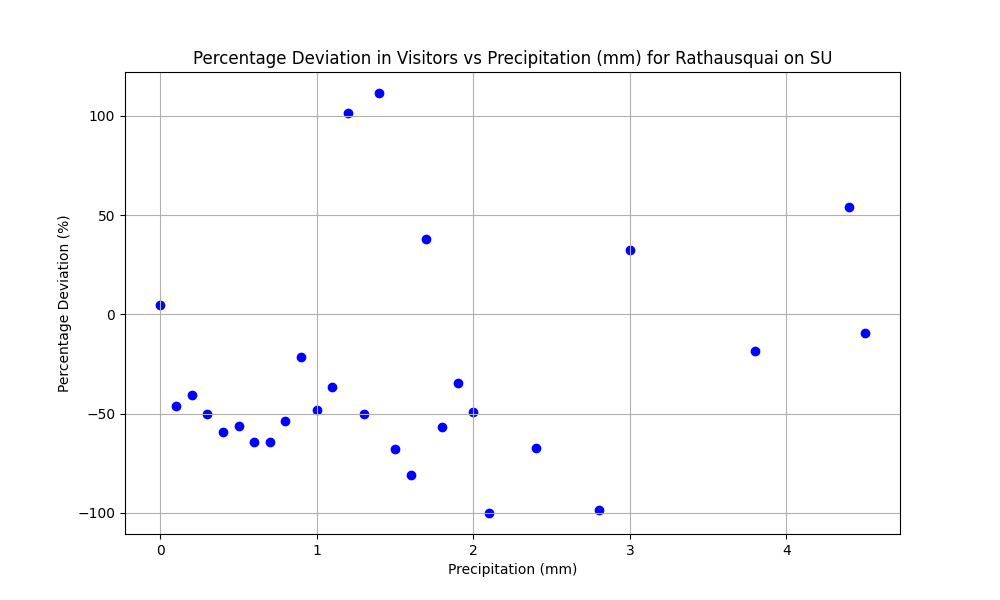 Percentage Deviation in Visitors vs Precipitation (mm) for Rathausquai on SU
Percentage Deviation (%)
100
50
0
−50
−100
0 1 2 3 4
Precipitation (mm)